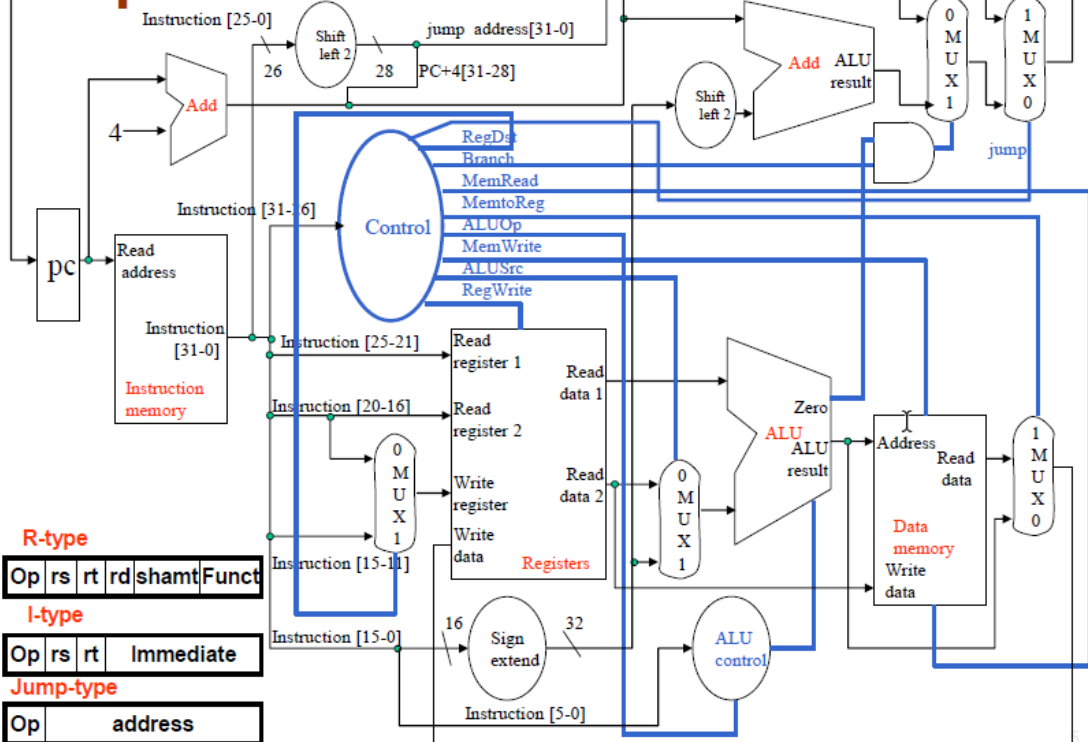 Instruction [25-0]
Shift
left 2
26
28
jump address[31-0]
PC+4[31-28]
Add
4
Shift
left 2
Add
ALU
result
0
M
U
X
1
1
M
U
X
0
jump
RegDst
Branch
MemRead
MemtoReg
ALUOp
MemWrite
ALUSrc
RegWrite
Control
Instruction [31-26]
pc
Read
address
Instruction
[31-0]
Instruction
memory
Instruction [25-21]
Read
register 1
Read
data 1
Instruction [20-16]
Read
register 2
0
M
U
X
1
Write
register
Write
data
Read
data 2
Registers
0
M
U
X
1
Zero
ALU
ALU
result
Address
Read
data
Data
memory
Write
data
1
M
U
X
0
Instruction [15-11]
Instruction [15-0]
16
Sign
extend
32
ALU
control
Instruction [5-0]
R-type
Op rs rt rd shamt Funct
I-type
Op rs rt Immediate
Jump-type
Op address